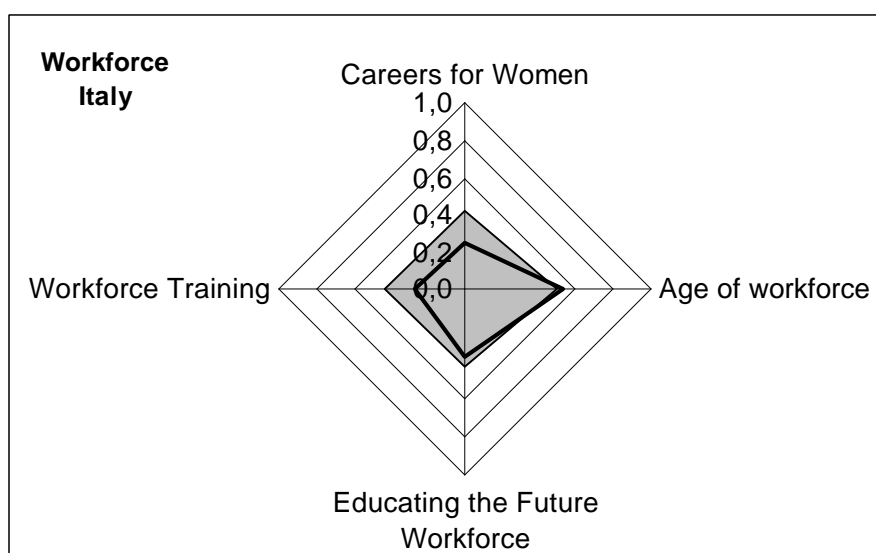 Workforce
Italy
Careers for Women
1,0
0,8
0,6
0,4
0,2
0,0
Workforce Training
Age of workforce
Educating the Future
Workforce